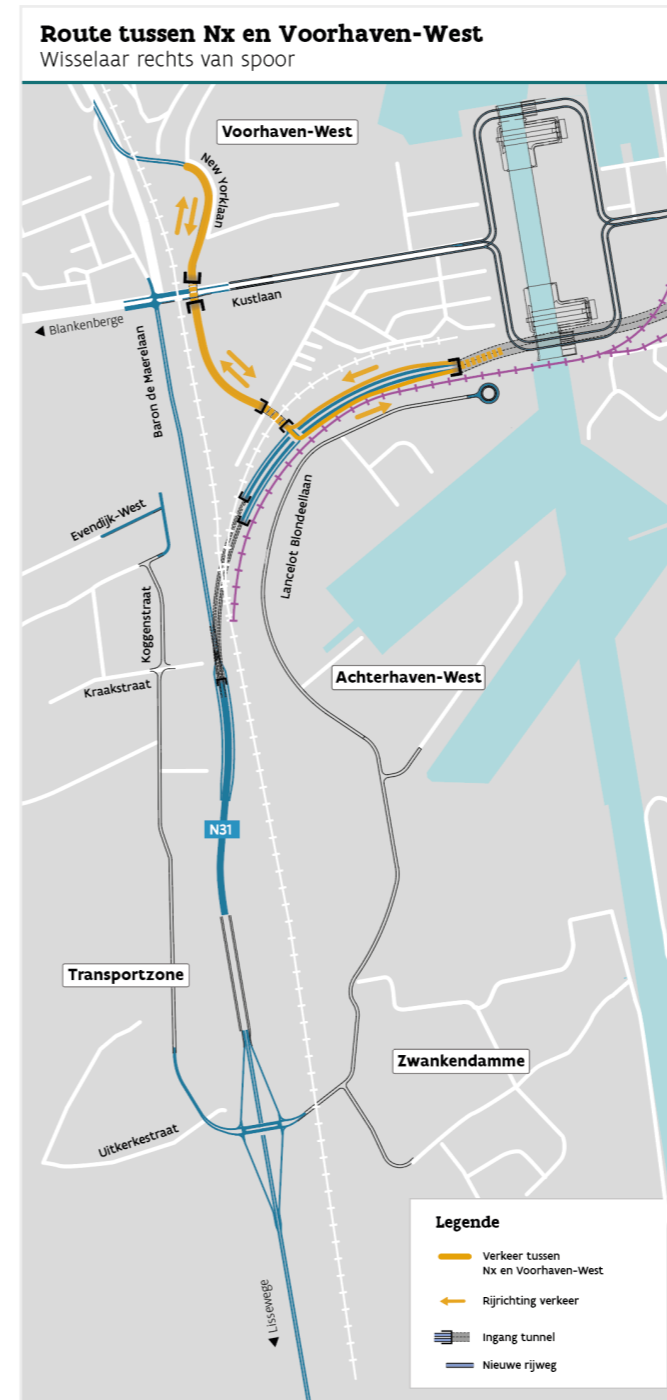 Route tussen Nx en Voorhaven-West
Wisselaar rechts van spoor
Voorhaven-West
New Yorklaan
Kustlaan
Blankenberge
Baron de Maerelaan
Evendijk-West
Lancelot Blondeellaan
Koggenstraat
Kraakstraat
Achterhaven-West
N31
Transportzone
Zwankendamme
Uitkerkestraat
Lissewege
Legende
Verkeer tussen
Nx en Voorhaven-West
Rijrichting verkeer
Ingang tunnel
Nieuwe rijweg